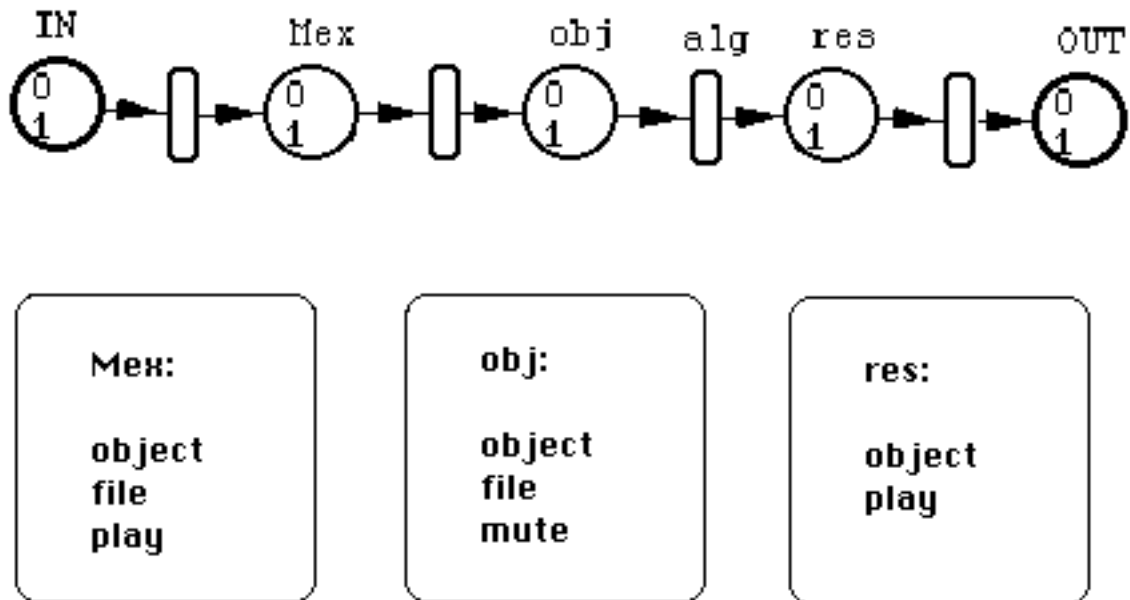 IN Mex obj alg res OUT
0 0 0 0 0
1 1 1 1 1
Mex:
object
file
play
obj:
object
file
mute
res:
object
play